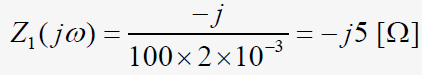 Z₁(jω) = −j / (100 × 2 × 10⁻³) = −j5 [Ω]